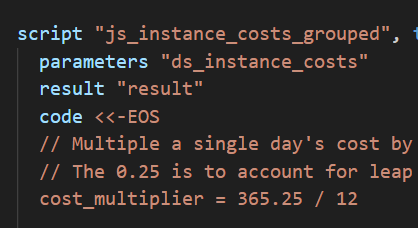 script "js_instance_costs_grouped",
parameters "ds_instance_costs"
result "result"
code <<-EOS
// Multiple a single day's cost by
// The 0.25 is to account for leap
cost_multiplier = 365.25 / 12